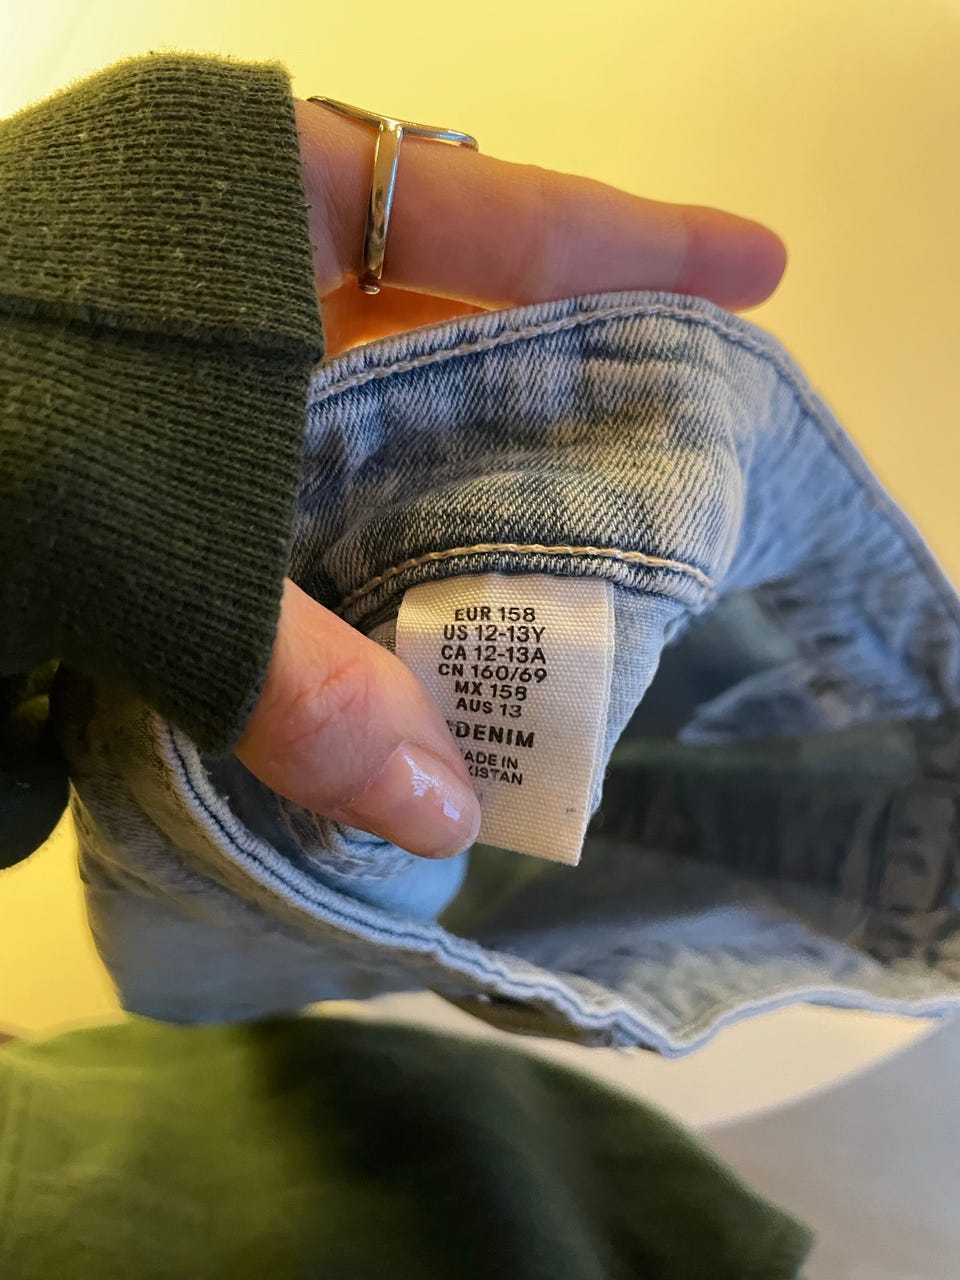 EUR 158
US 12-13Y
CA 12-13A
CN 160/69
MX 158
AUS 13
DENIM
ADE IN
KISTAN